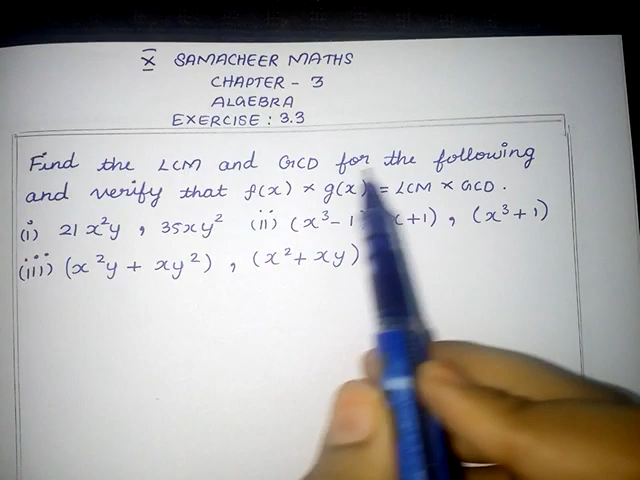 X SAMACHEER MATHS
CHAPTER - 3
ALGEBRA
EXERCISE : 3.3
Find the LCM and GCD for the following
and verify that f(x) × g(x) = LCM × GCD.
(i) 21x²y , 35xy² (ii) (x³-1) x+1) , (x³+1)
(iii) (x²y + xy²) , (x²+xy)